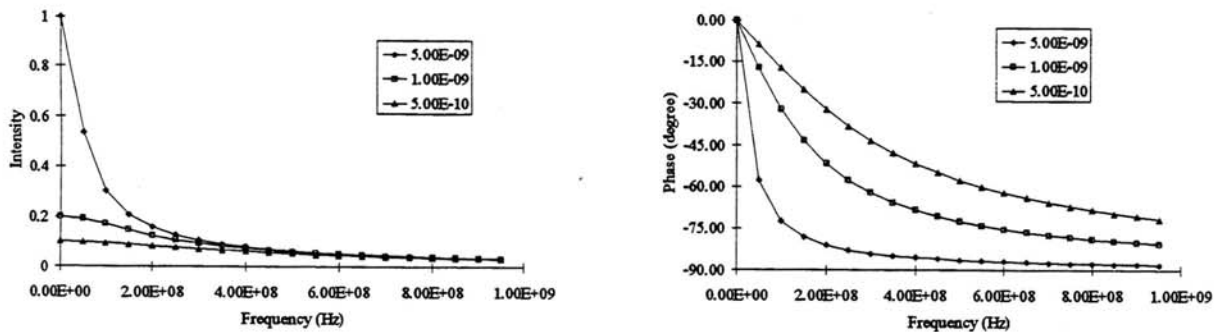 1
0.8
0.6
0.4
0.2
0
Intensity
5.00E-09
1.00E-09
5.00E-10
0.00E+00 2.00E+08 4.00E+08 6.00E+08 8.00E+08 1.00E+09
Frequency (Hz)
0.00
-15.00
-30.00
-45.00
-60.00
-75.00
-90.00
Phase (degree)
5.00E-09
1.00E-09
5.00E-10
0.00E+00 2.00E+08 4.00E+08 6.00E+08 8.00E+08 1.00E+09
Frequency (Hz)